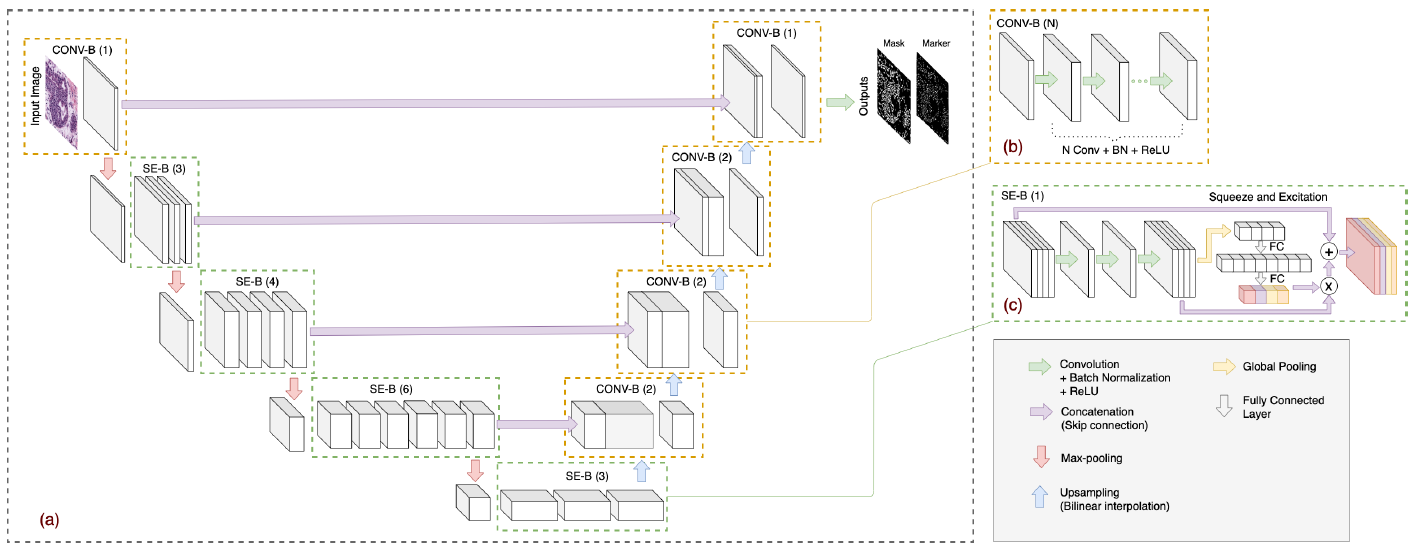 CONV-B (1)
Input Image
SE-B (3)
SE-B (4)
SE-B (6)
SE-B (3)
CONV-B (2)
CONV-B (2)
CONV-B (2)
CONV-B (1)
Outputs
Mask
Marker
(a)
CONV-B (N)
N Conv + BN + ReLU
(b)
SE-B (1)
Squeeze and Excitation
FC
FC
+
X
(c)
Convolution
+ Batch Normalization
+ ReLU
Concatenation
(Skip connection)
Max-pooling
Upsampling
(Bilinear interpolation)
Global Pooling
Fully Connected
Layer